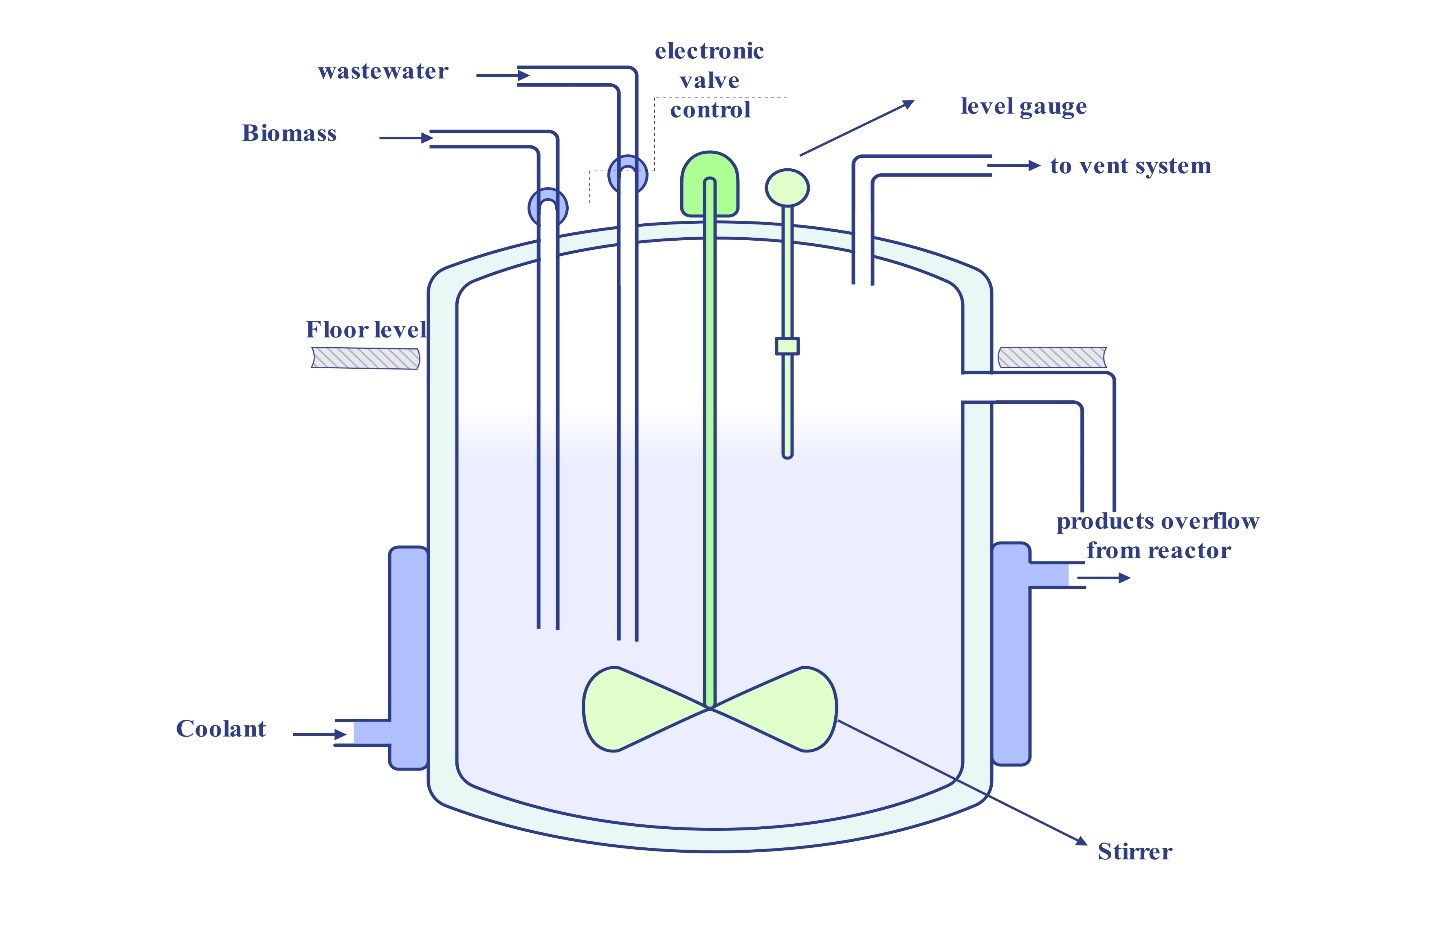 electronic
valve
control
wastewater
level gauge
Biomass
to vent system
Floor level
products overflow
from reactor
Coolant
Stirrer